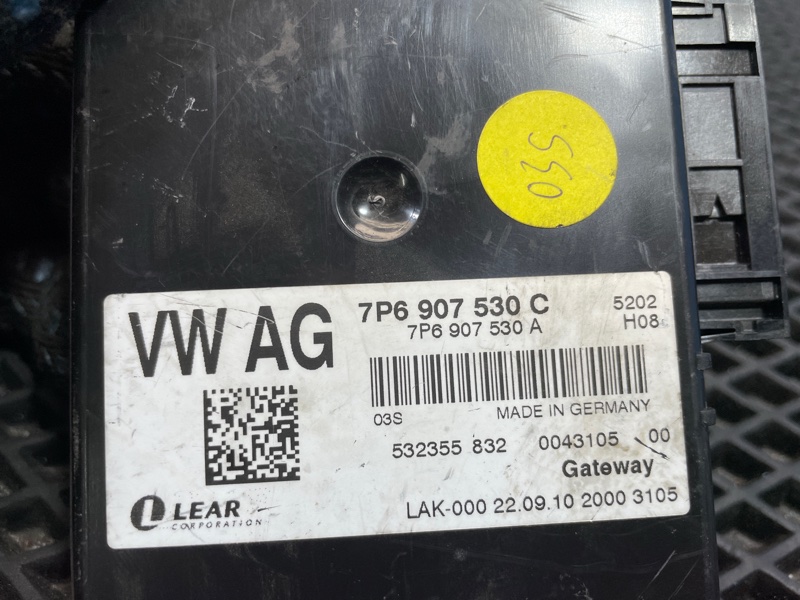 03S
VW AG
7P6 907 530 C
7P6 907 530 A
5202
H08
03S
MADE IN GERMANY
532355 832 0043105 00
Gateway
LEAR
CORPORATION
LAK-000 22.09.10 2000 3105
A